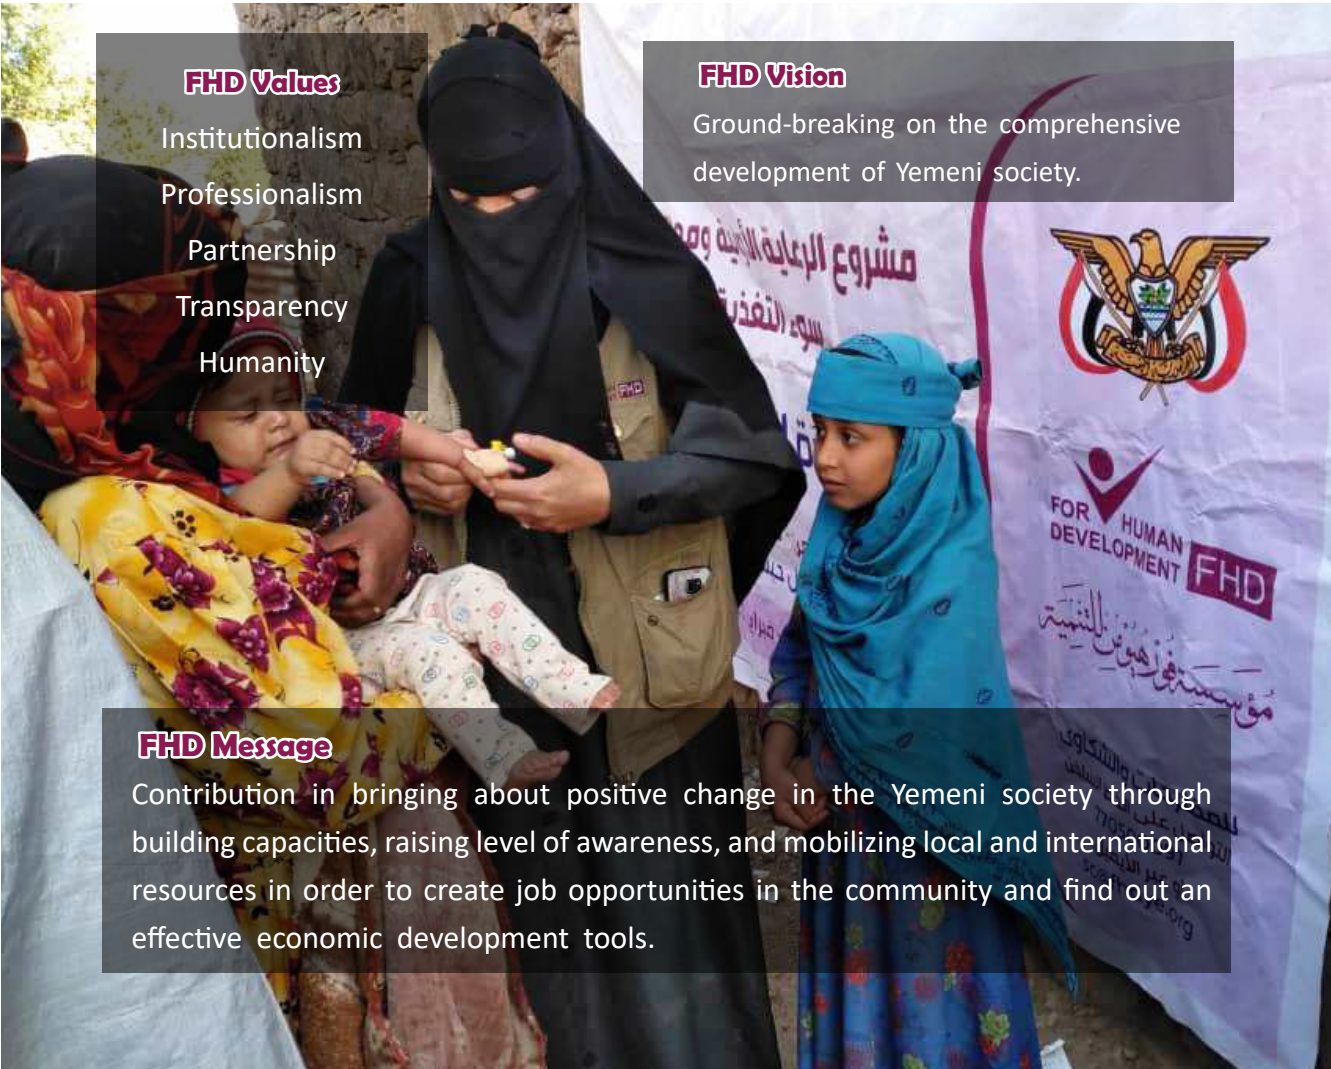 FHD Values
Institutionalism
Professionalism
Partnership
Transparency
Humanity
FHD Vision
Ground-breaking on the comprehensive
development of Yemeni society.
مشروع الرعاية
سوء التغذية
FHD
FOR HUMAN
DEVELOPMENT FHD
مؤسسة فور هيومن للتنمية
والشكاوى
FHD Message
Contribution in bringing about positive change in the Yemeni society through
building capacities, raising level of awareness, and mobilizing local and international
resources in order to create job opportunities in the community and find out an
effective economic development tools.